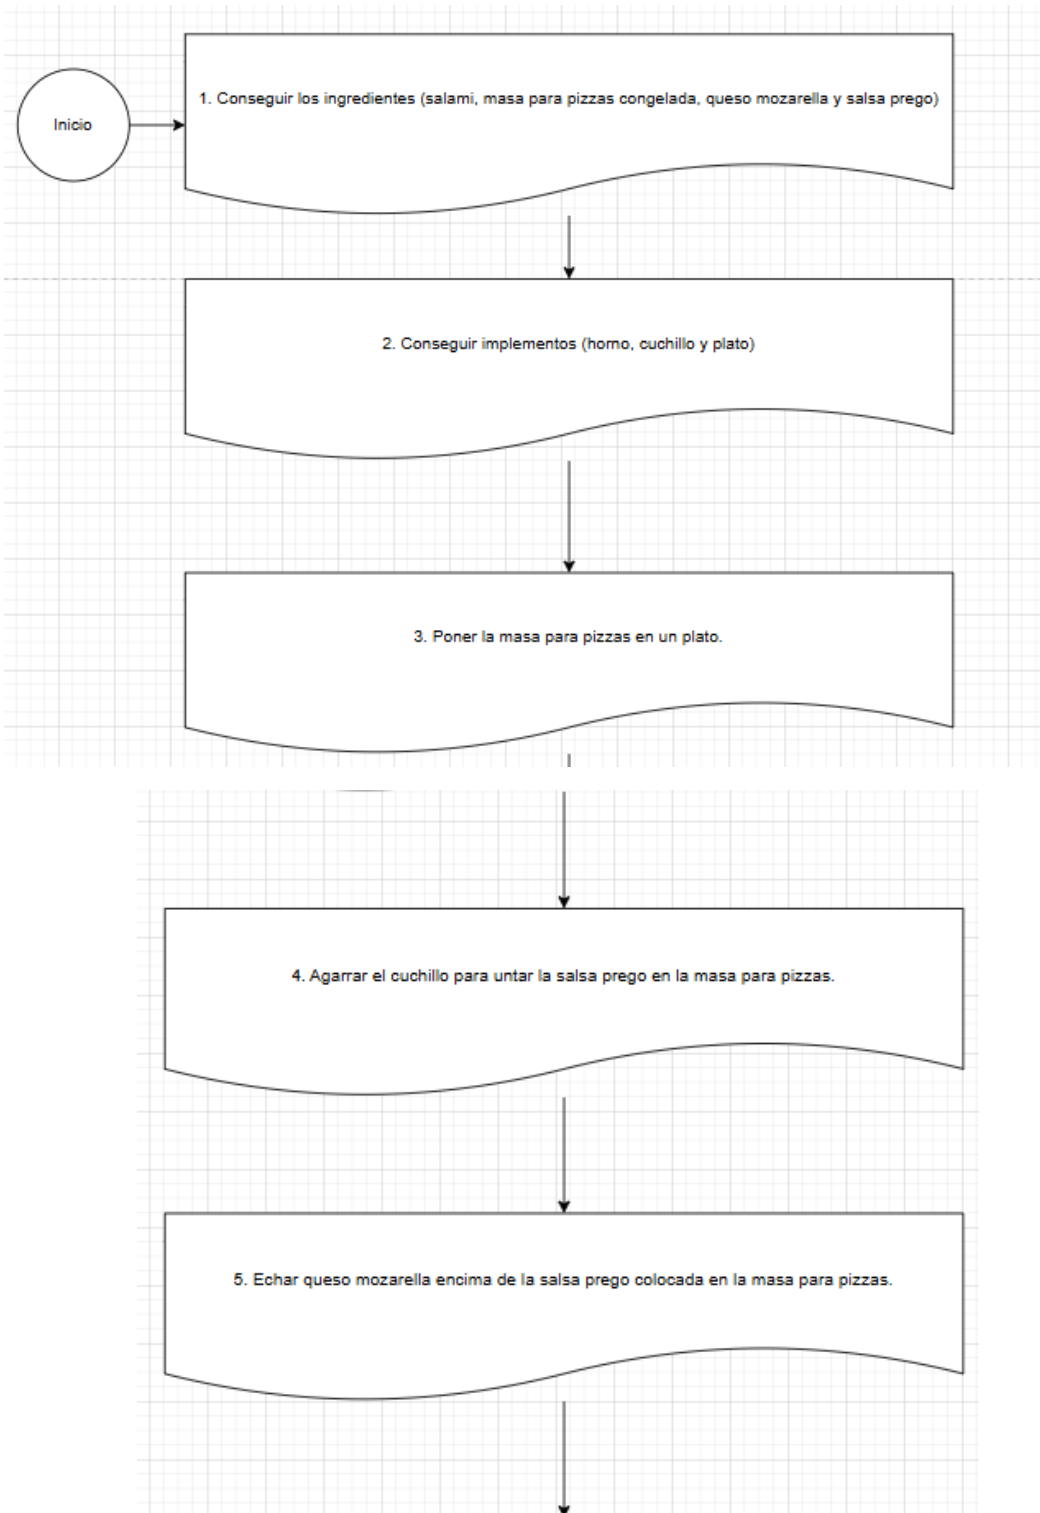 Inicio
1. Conseguir los ingredientes (salami, masa para pizzas congelada, queso mozarella y salsa prego)
2. Conseguir implementos (horno, cuchillo y plato)
3. Poner la masa para pizzas en un plato.
4. Agarrar el cuchillo para untar la salsa prego en la masa para pizzas.
5. Echar queso mozarella encima de la salsa prego colocada en la masa para pizzas.